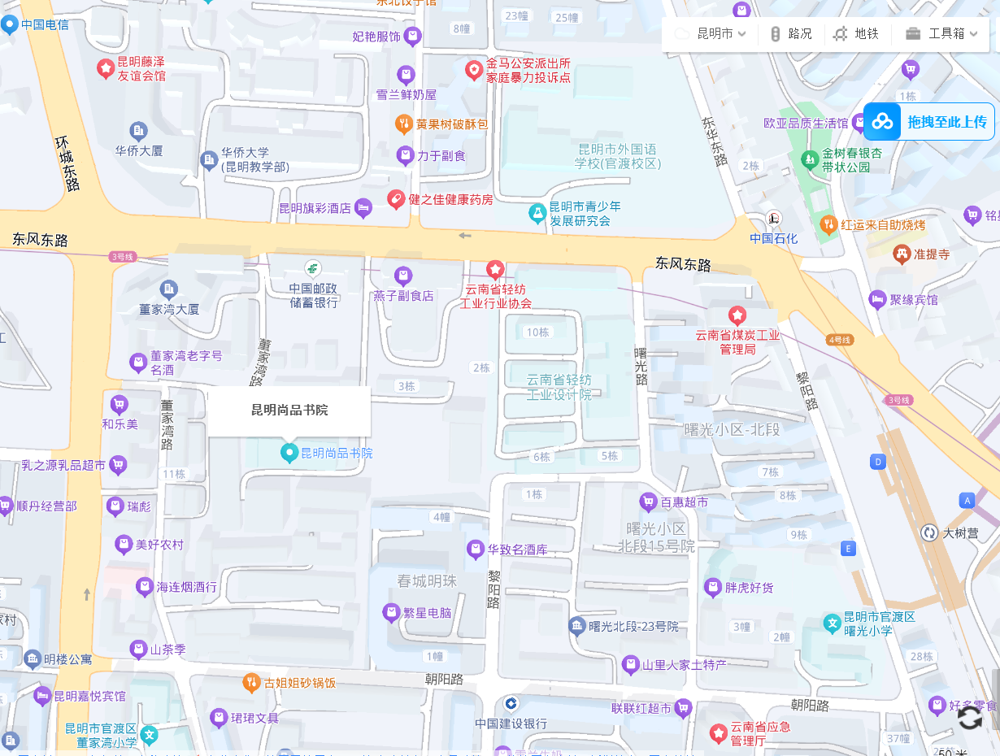 东北饺子馆
23幢
25幢
中国电信
8幢
妃艳服饰
昆明市
路况
地铁
工具箱
昆明藤泽
友谊会馆
金马公安派出所
家庭暴力投诉点
雪兰鲜奶屋
1栋
黄果树破酥包
欧亚品质生活馆
拖拽至此上传
东华东路
环城东路
华侨大厦
华侨大学
(昆明教学部)
力于副食
昆明市外国语
学校(官渡校区)
2栋
金树春银杏
带状公园
昆明旗彩酒店
健之佳健康药房
昆明市青少年
发展研究会
中国石化
红运来自助烧烤
铭
东风东路
3号线
东风东路
准提寺
中国邮政
储蓄银行
燕子副食店
云南省轻纺
工业行业协会
董家湾大厦
聚缘宾馆
云南省煤炭工业
管理局
4号线
10栋
董家湾路
董家湾老字号
名酒
曙光路
2栋
3栋
云南省轻纺
工业设计院
黎阳路
3号线
昆明尚品书院
和乐美
董家湾路
曙光小区-北段
昆明尚品书院
6栋
5栋
D
乳之源乳品超市
11栋
7栋
1栋
8栋
A
顺丹经营部
瑞彪
百惠超市
4幢
曙光小区
北段15号院
9栋
大树营
E
美好农村
华致名酒库
春城明珠
海连烟酒行
黎阳路
胖虎好货
家村
繁星电脑
曙光北段-23号院
3幢
2幢
昆明市官渡区
曙光小学
山茶季
1幢
28栋
明楼公寓
山里人家土特产
朝阳路
古姐姐砂锅饭
昆明嘉悦宾馆
联联红超市
朝阳路
好多零食
珺珺文具
中国建设银行
昆明市官渡区
董家湾小学
云南省应急
管理厅
37幢
50 米